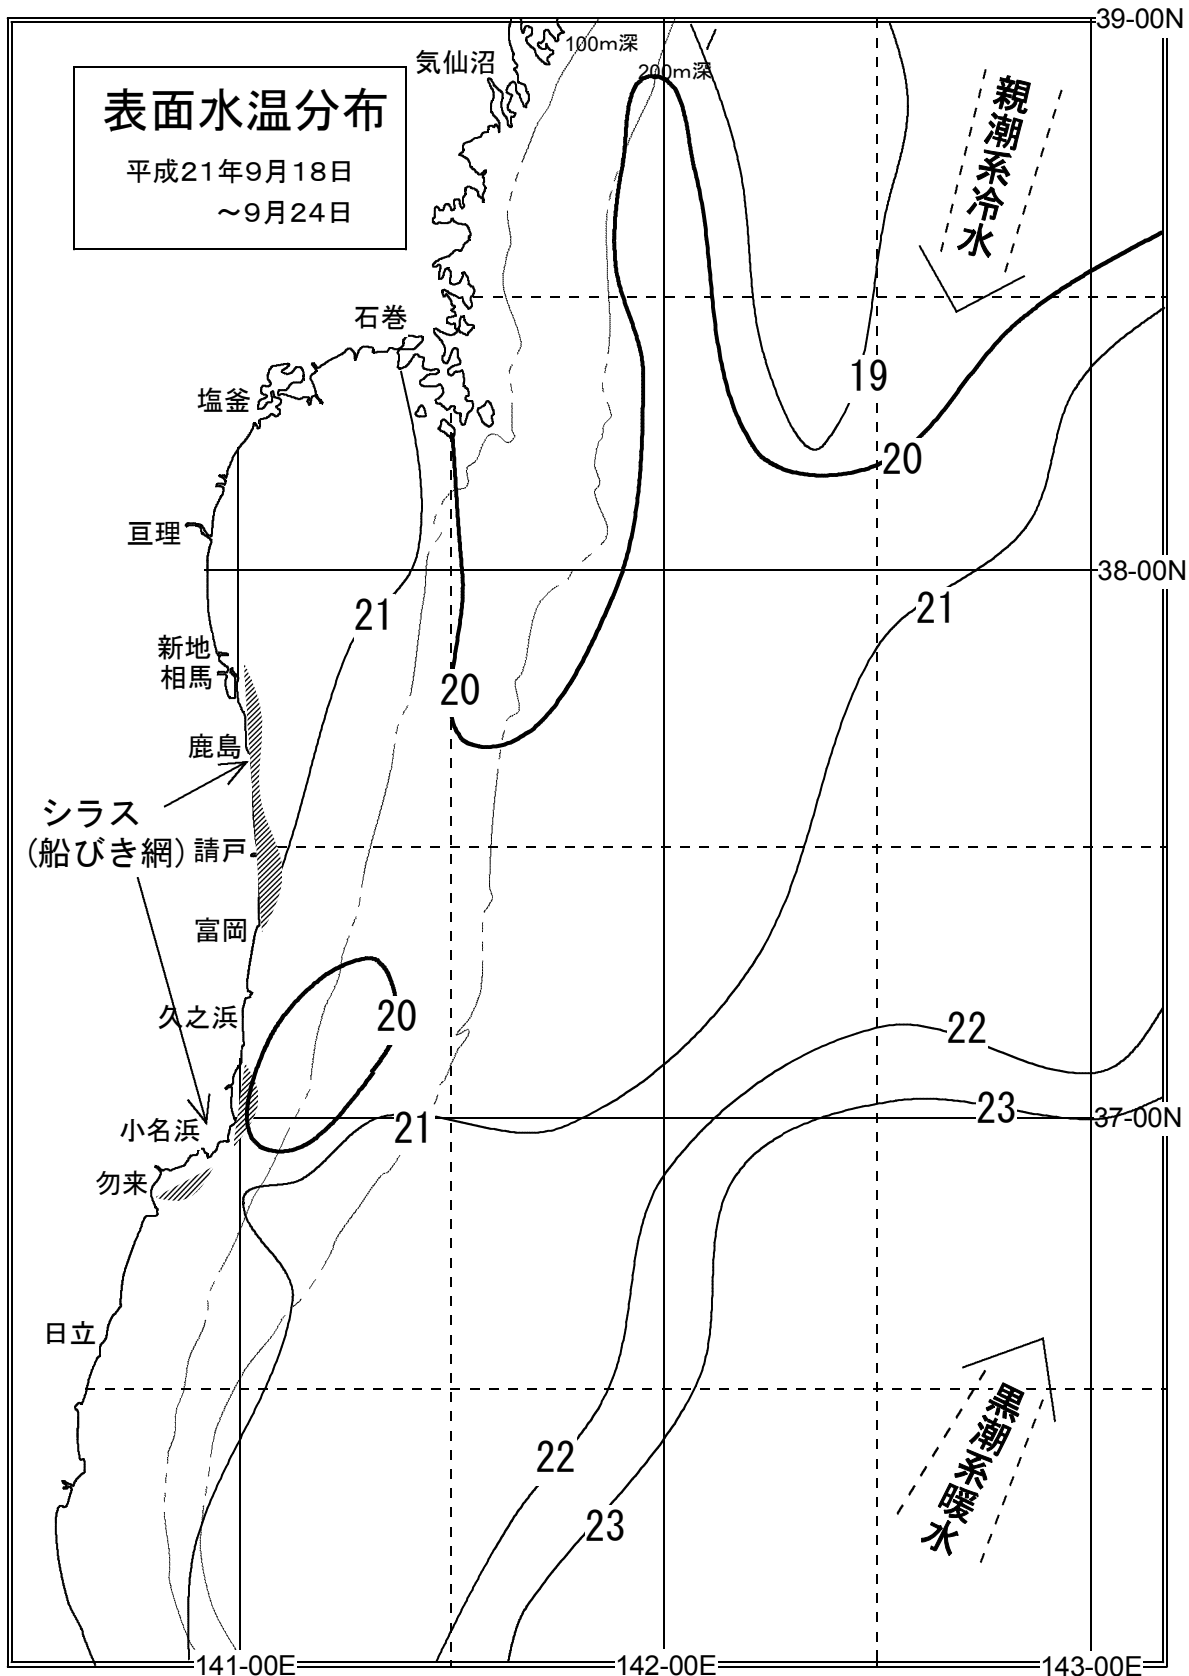 39-00N
100m深
気仙沼
200m深
表面水温分布
平成21年9月18日
～9月24日
親潮系冷水
石巻
19
塩釜
20
亘理
38-00N
21
21
新地
相馬
20
鹿島
シラス
(船びき網)
請戸
富岡
久之浜
20
22
23
37-00N
小名浜
21
勿来
日立
黒潮系暖水
22
23
141-00E
142-00E
143-00E